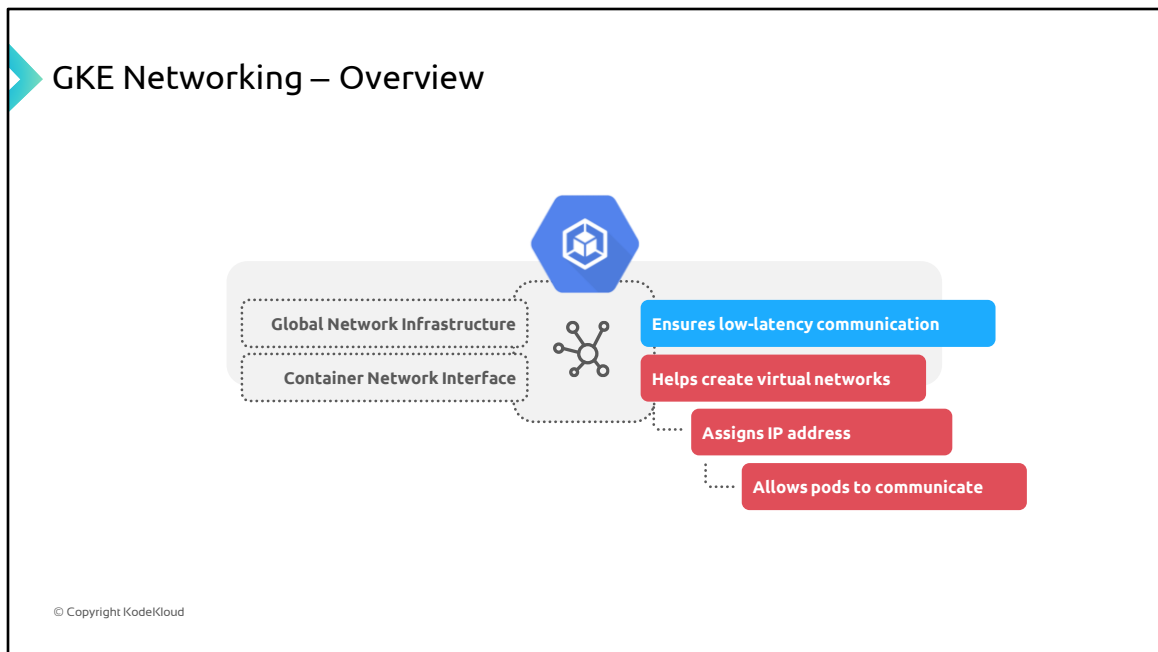 GKE Networking – Overview
Global Network Infrastructure
Ensures low-latency communication
Container Network Interface
Helps create virtual networks
Assigns IP address
Allows pods to communicate
© Copyright KodeKloud